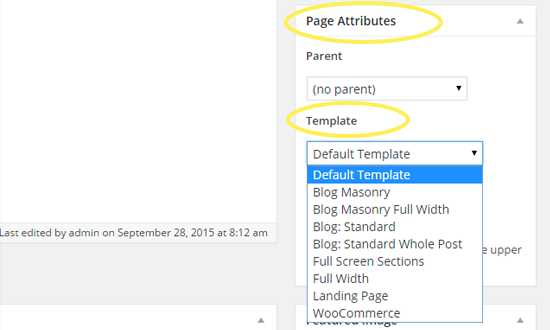 Page Attributes
Parent
(no parent)
Template
Default Template
Default Template
Blog Masonry
Blog Masonry Full Width
Blog: Standard
Blog: Standard Whole Post
Full Screen Sections
Full Width
Landing Page
WooCommerce
upper
Last edited by admin on September 28, 2015 at 8:12 am
Featured Image